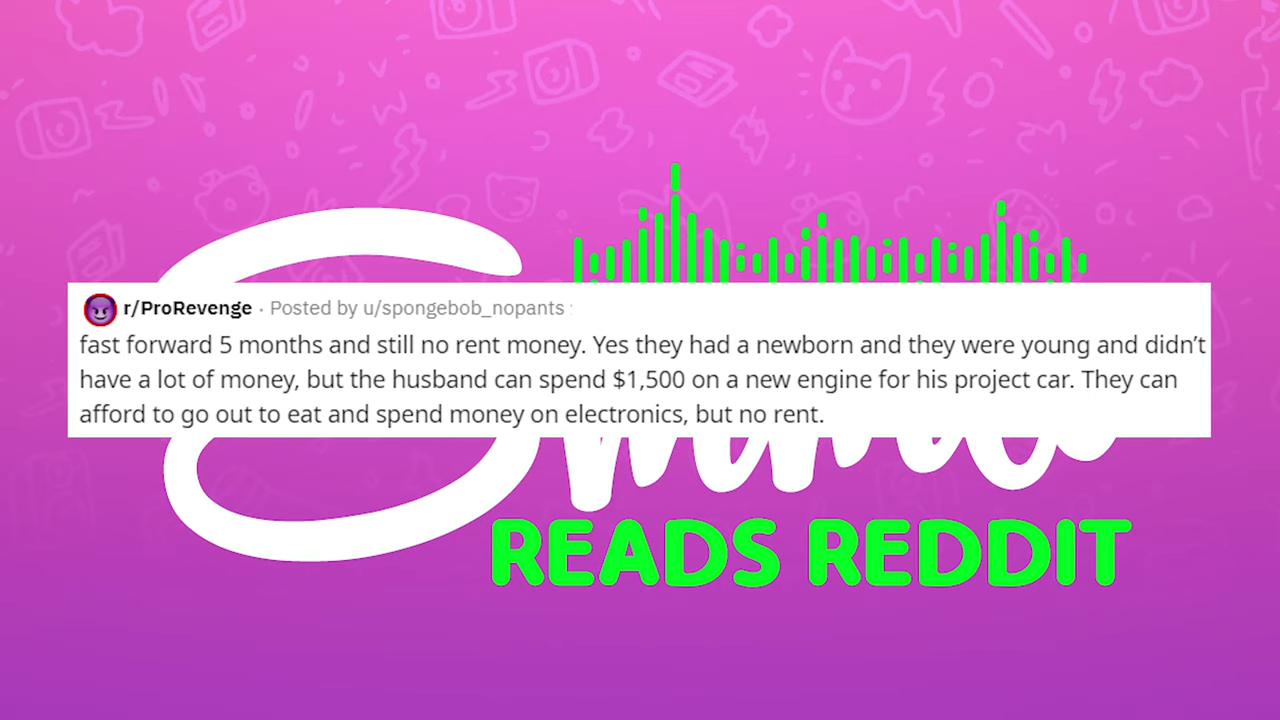 r/ProRevenge · Posted by u/spongebob_nopants
fast forward 5 months and still no rent money. Yes they had a newborn and they were young and didn’t
have a lot of money, but the husband can spend $1,500 on a new engine for his project car. They can
afford to go out to eat and spend money on electronics, but no rent.
READS REDDIT